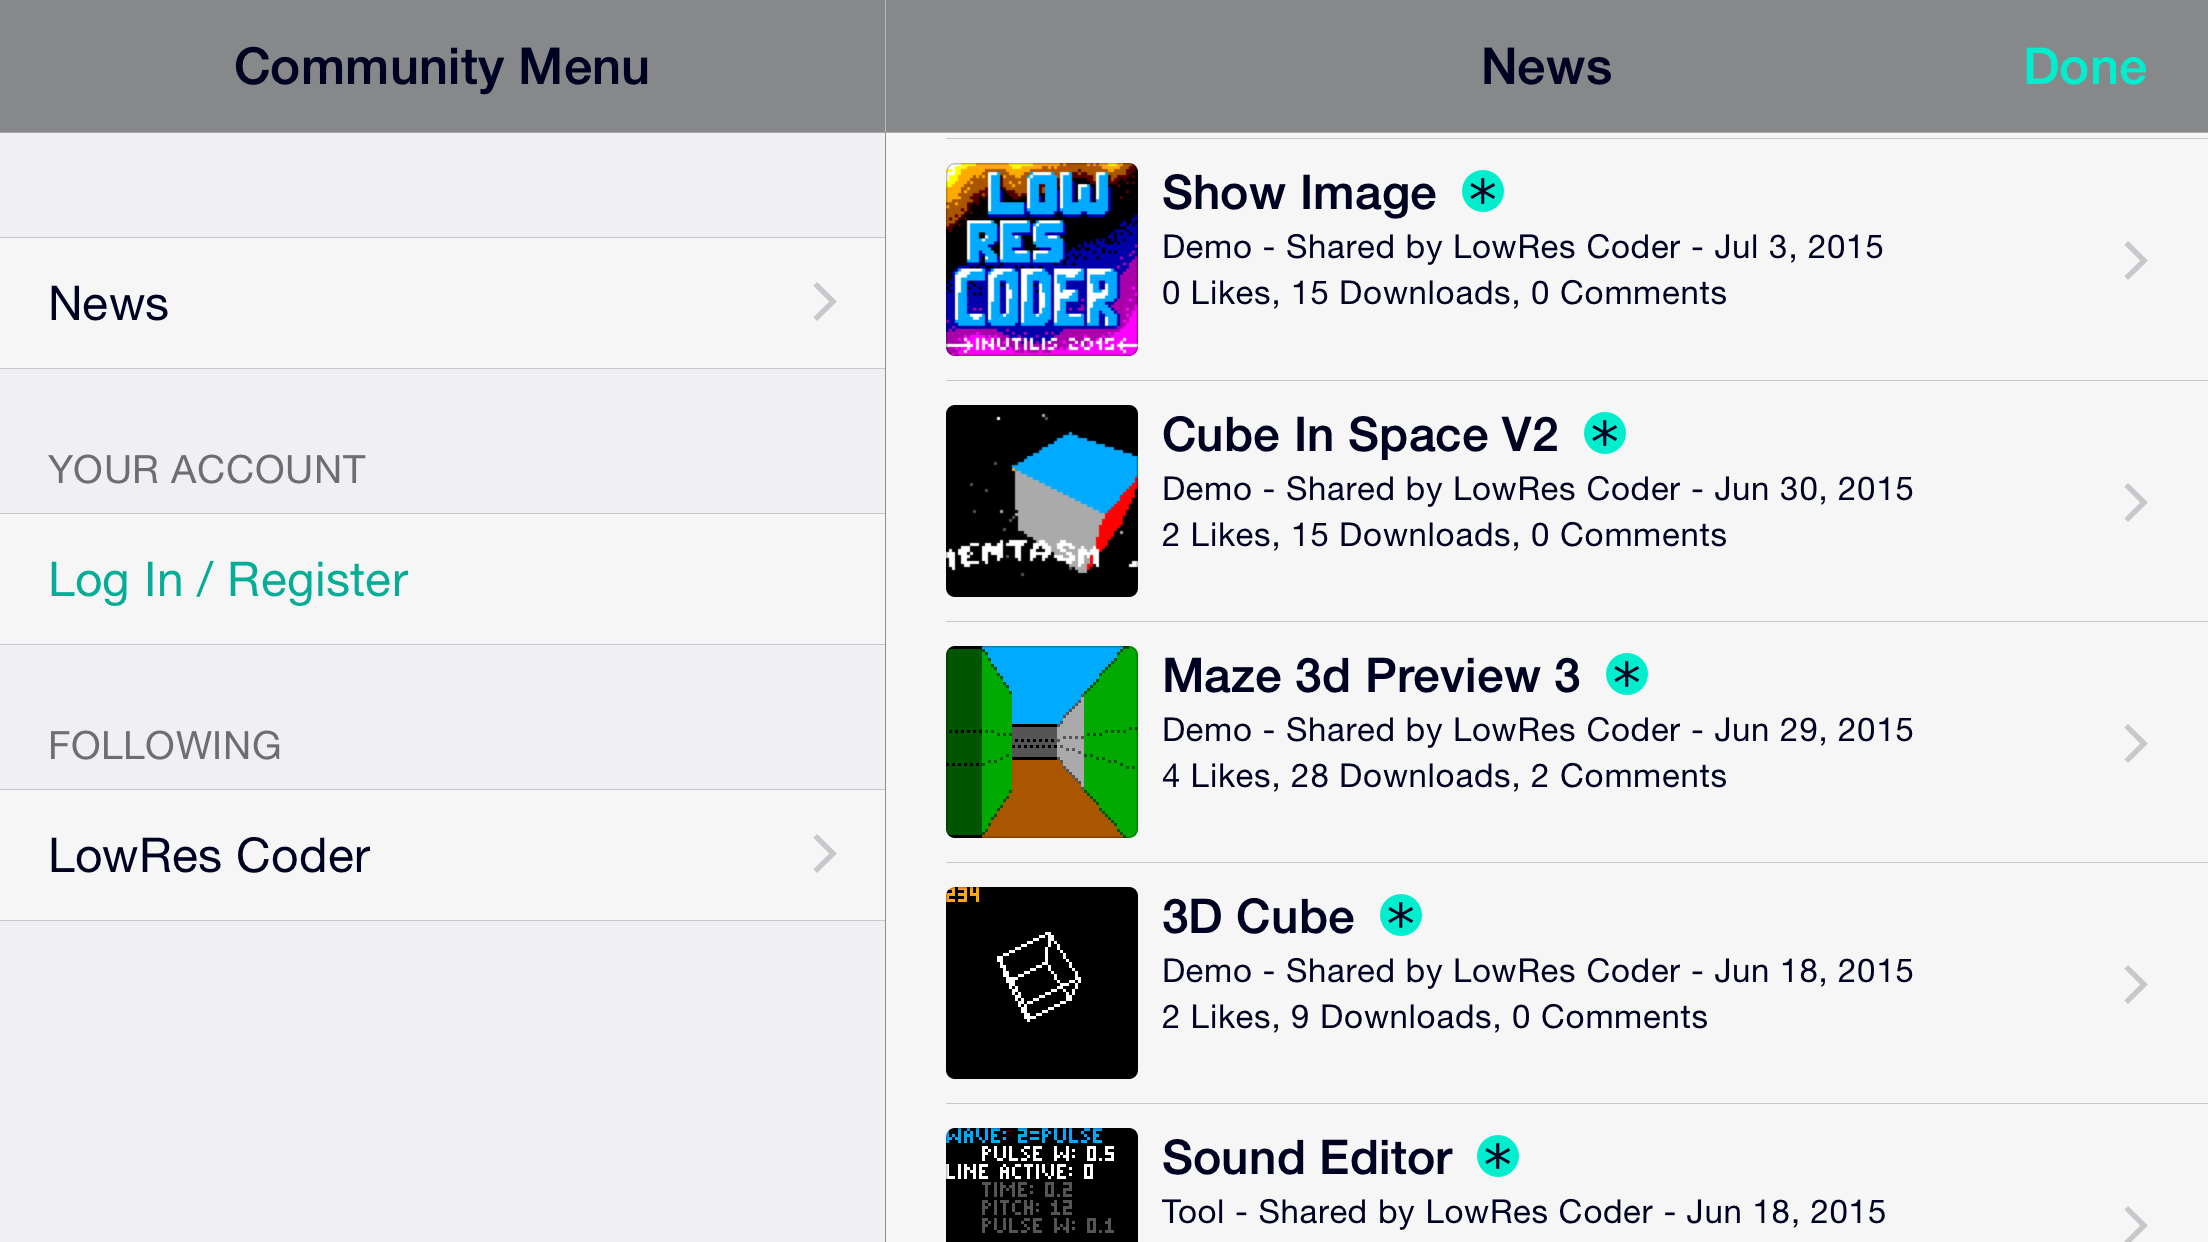 Community Menu
News
YOUR ACCOUNT
Log In / Register
FOLLOWING
LowRes Coder
News
Done
LOW
RES
CODER
INUTILIS 2015
Show Image
Demo - Shared by LowRes Coder - Jul 3, 2015
0 Likes, 15 Downloads, 0 Comments
Cube In Space V2
Demo - Shared by LowRes Coder - Jun 30, 2015
2 Likes, 15 Downloads, 0 Comments
Maze 3d Preview 3
Demo - Shared by LowRes Coder - Jun 29, 2015
4 Likes, 28 Downloads, 2 Comments
234
3D Cube
Demo - Shared by LowRes Coder - Jun 18, 2015
2 Likes, 9 Downloads, 0 Comments
WAVE: 2=PULSE
PULSE W: 0.5
LINE ACTIVE: 0
TIME: 0.2
PITCH: 12
PULSE W: 0.1
Sound Editor
Tool - Shared by LowRes Coder - Jun 18, 2015